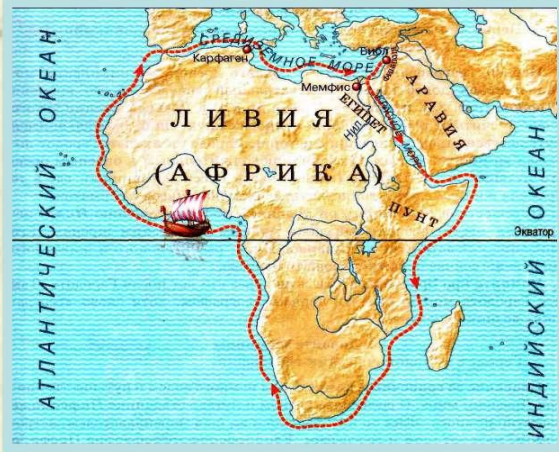 АТЛАНТИЧЕСКИЙ ОКЕАН
СРЕДИЗЕМНОЕ МОРЕ
Карфаген
Библ
Мемфис
ЕГИПЕТ
Нил
АРАВИЯ
ЛИВИЯ
(АФРИКА)
ПУНТ
Экватор
ИНДИЙСКИЙ ОКЕАН